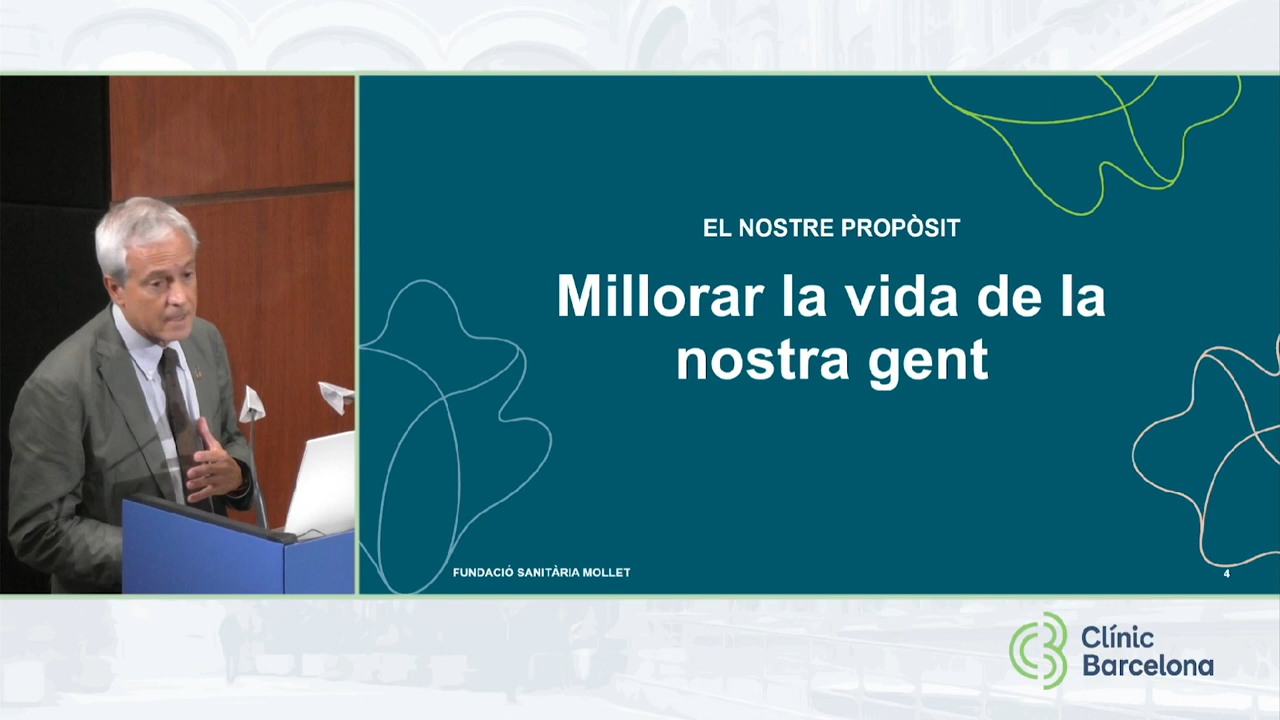 EL NOSTRE PROPÒSIT
Millorar la vida de la
nostra gent
FUNDACIÓ SANITÀRIA MOLLET
4
Clínic
Barcelona